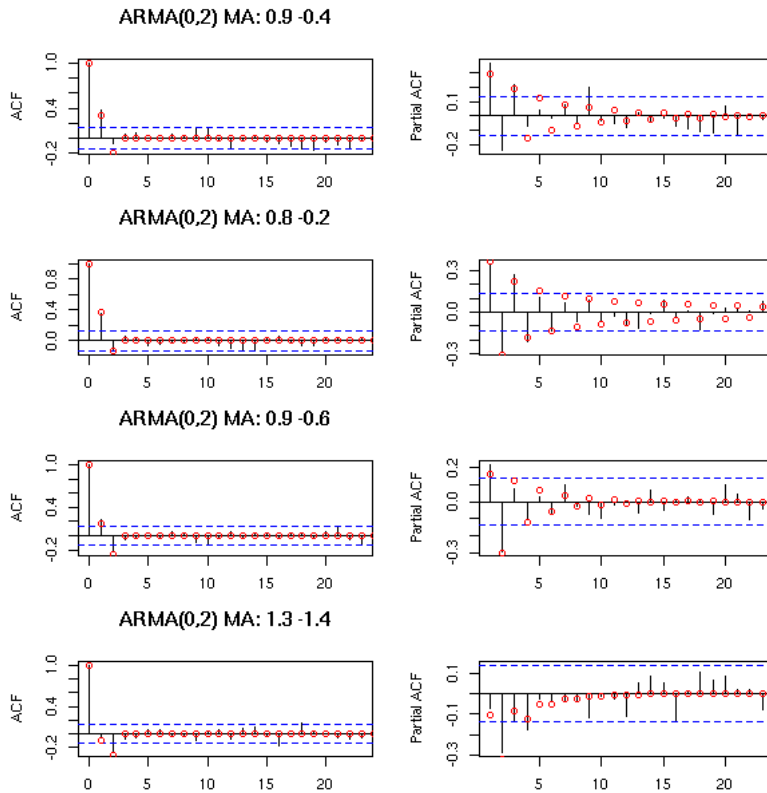 ARMA(0,2) MA: 0.9 -0.4
ACF
-0.2 0.4 1.0
0 5 10 15 20
Partial ACF
-0.2 0.1
5 10 15 20
ARMA(0,2) MA: 0.8 -0.2
ACF
0.0 0.4 0.8
0 5 10 15 20
Partial ACF
-0.3 0.0 0.3
5 10 15 20
ARMA(0,2) MA: 0.9 -0.6
ACF
-0.2 0.4 1.0
0 5 10 15 20
Partial ACF
-0.3 0.0 0.2
5 10 15 20
ARMA(0,2) MA: 1.3 -1.4
ACF
-0.2 0.4 1.0
0 5 10 15 20
Partial ACF
-0.3 -0.1 0.1
5 10 15 20